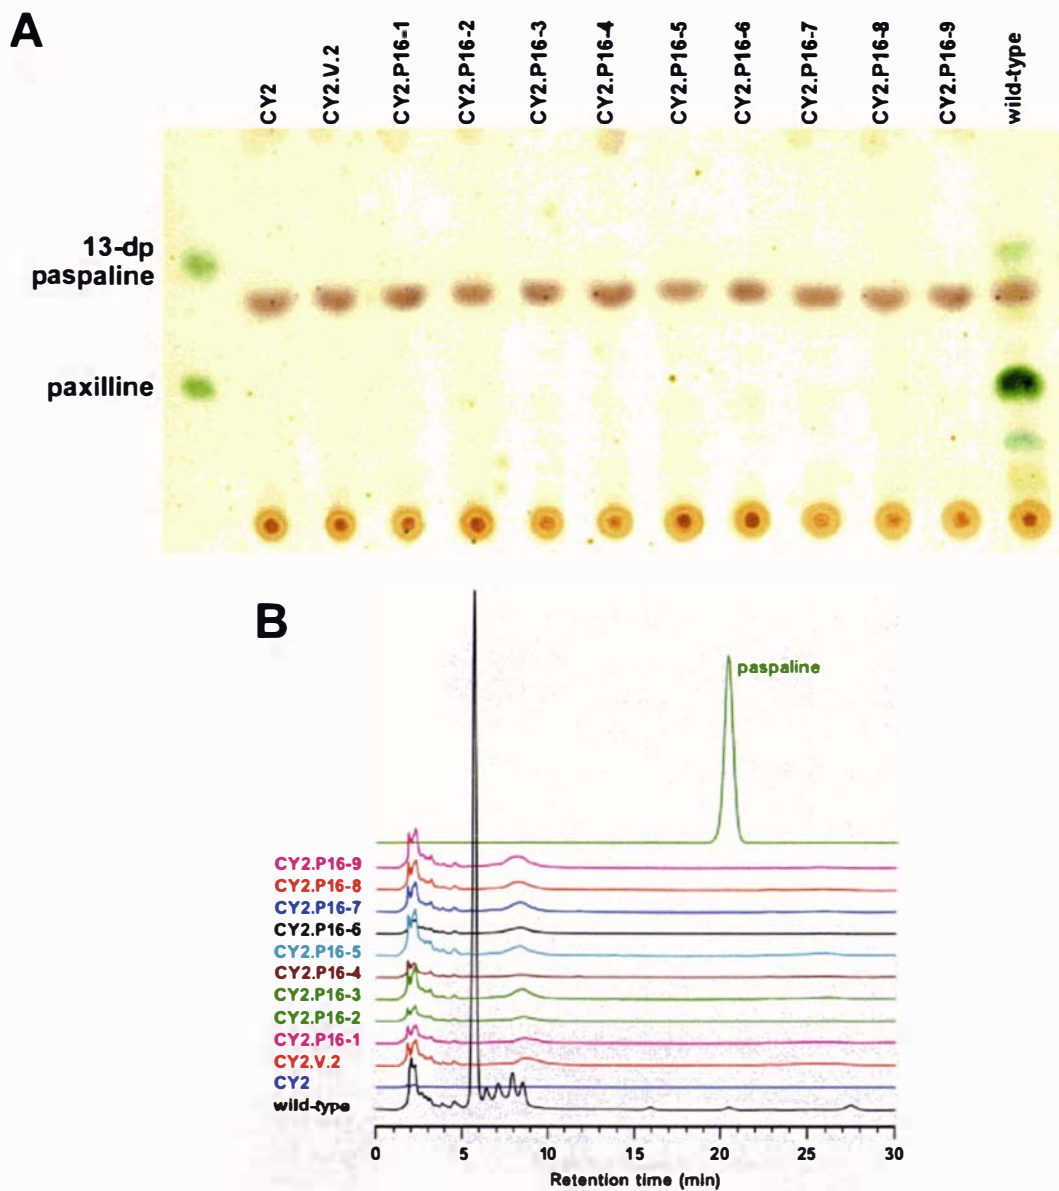 A
CY2
CY2.V.2
CY2.P16-1
CY2.P16-2
CY2.P16-3
CY2.P16-4
CY2.P16-5
CY2.P16-6
CY2.P16-7
CY2.P16-8
CY2.P16-9
wild-type
13-dp
paspaline
paxilline
B
paspaline
CY2.P16-9
CY2.P16-8
CY2.P16-7
CY2.P16-6
CY2.P16-5
CY2.P16-4
CY2.P16-3
CY2.P16-2
CY2.P16-1
CY2.V.2
CY2
wild-type
0 5 10 15 20 25 30
Retention time (min)